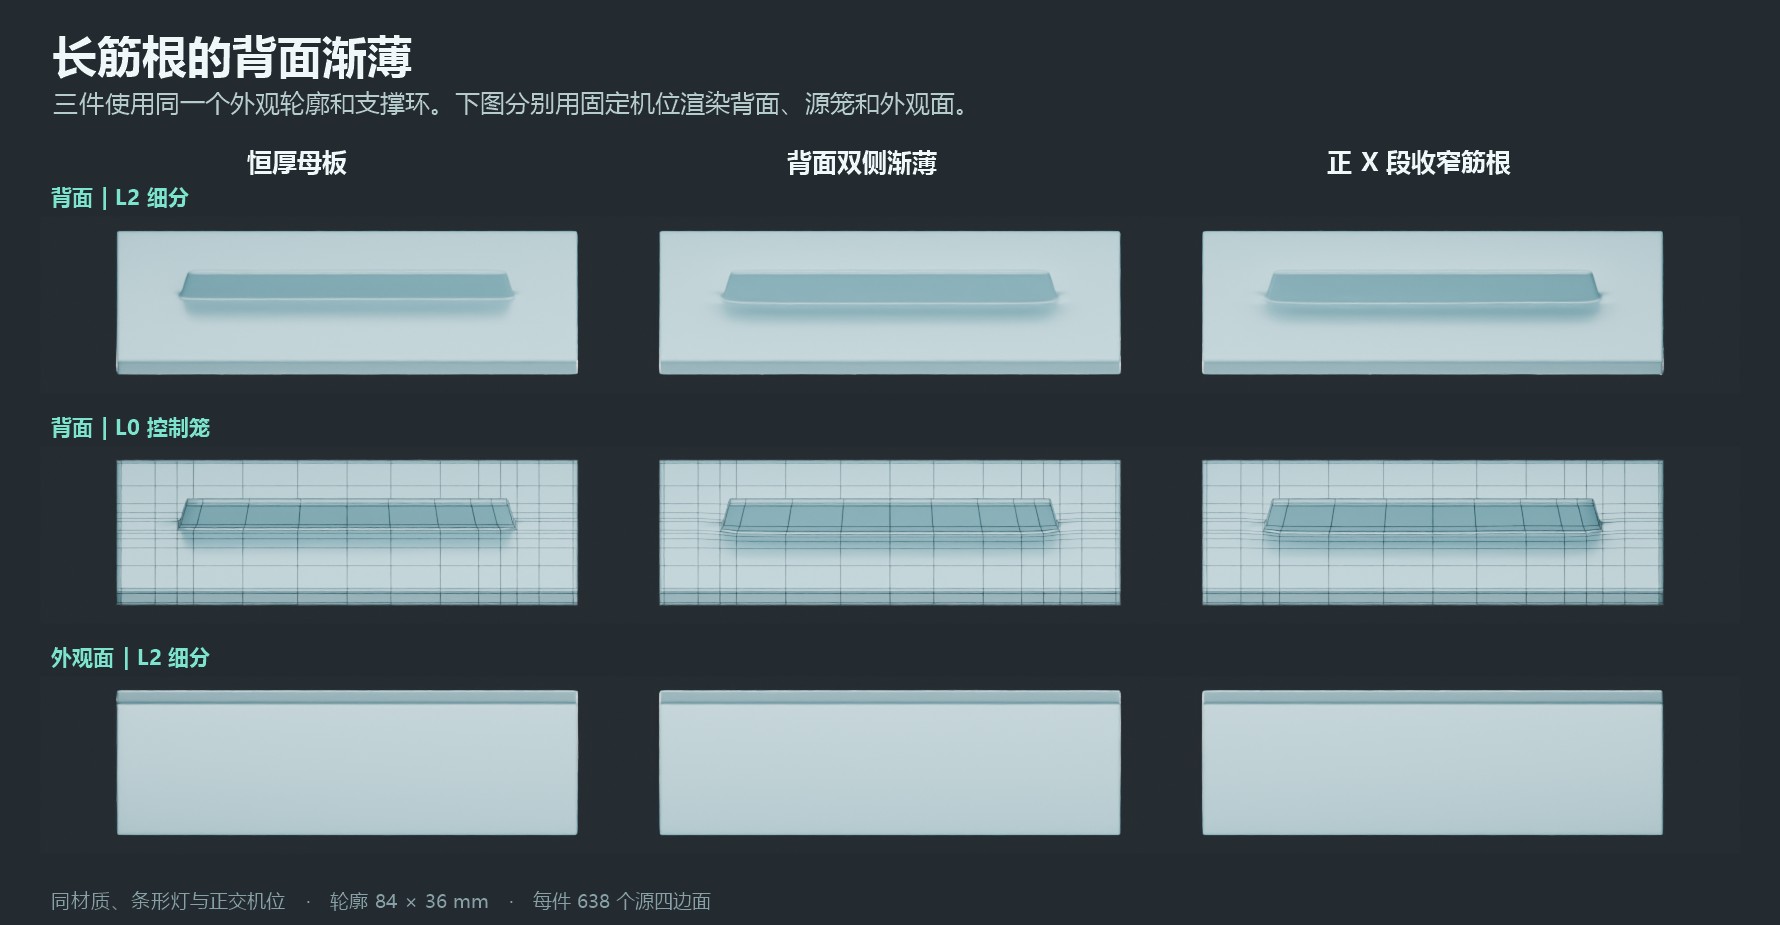 长筋根的背面渐薄
三件使用同一个外观轮廓和支撑环。下图分别用固定机位渲染背面、源笼和外观面。
恒厚母板
背面双侧渐薄
正 X 段收窄筋根
背面 | L2 细分
背面 | L0 控制笼
外观面 | L2 细分
同材质、条形灯与正交机位 · 轮廓 84 × 36 mm · 每件 638 个源四边面